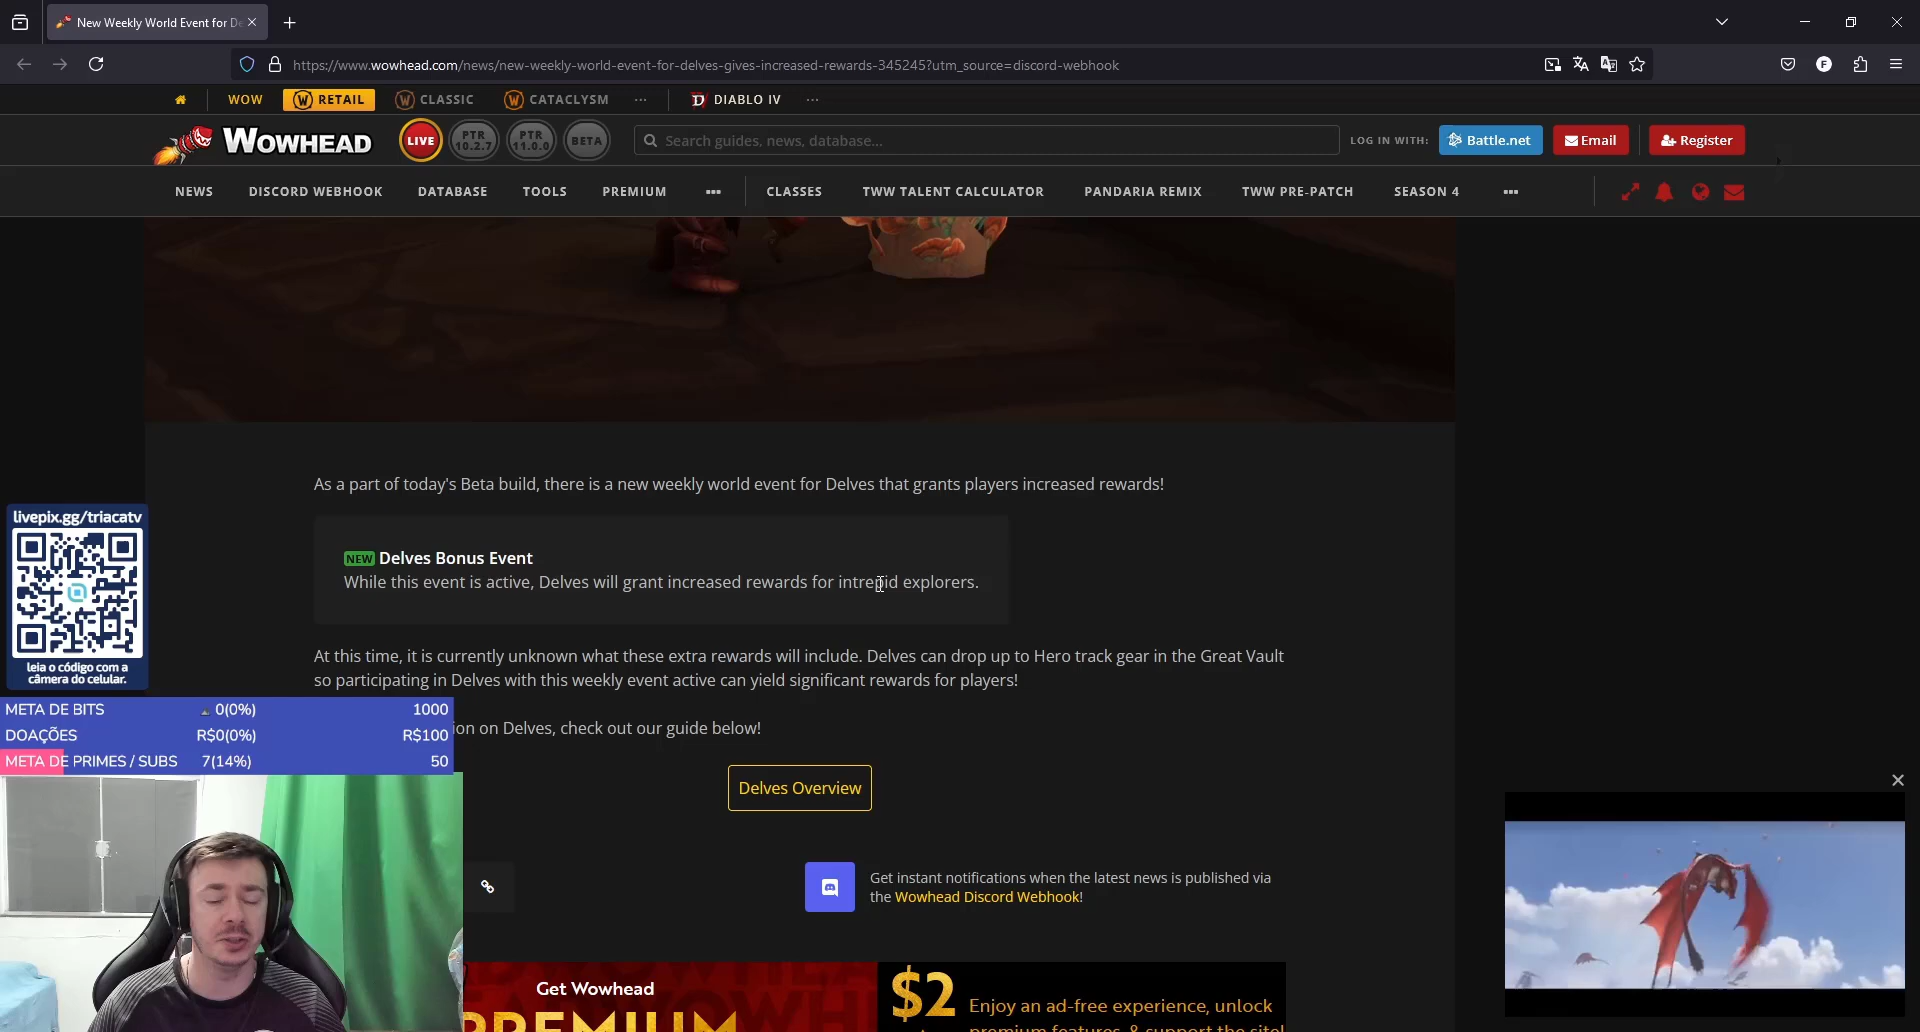 New Weekly World Event for De
https://www.wowhead.com/news/new-weekly-world-event-for-delves-gives-increased-rewards-345245?utm_source=discord-webhook
WOW
RETAIL
CLASSIC
CATACLYSM
DIABLO IV
WOWHEAD
LIVE
PTR
10.2.7
PTR
11.0.0
BETA
Search guides, news, database...
LOG IN WITH:
Battle.net
Email
Register
NEWS
DISCORD WEBHOOK
DATABASE
TOOLS
PREMIUM
CLASSES
TWW TALENT CALCULATOR
PANDARIA REMIX
TWW PRE-PATCH
SEASON 4
As a part of today's Beta build, there is a new weekly world event for Delves that grants players increased rewards!
NEW Delves Bonus Event
While this event is active, Delves will grant increased rewards for intrepid explorers.
At this time, it is currently unknown what these extra rewards will include. Delves can drop up to Hero track gear in the Great Vault
so participating in Delves with this weekly event active can yield significant rewards for players!
ion on Delves, check out our guide below!
Delves Overview
livepix.gg/triacatv
leia o código com a
câmera do celular.
META DE BITS 0(0%) 1000
DOAÇÕES R$0(0%) R$100
META DE PRIMES / SUBS 7(14%) 50
Get instant notifications when the latest news is published via
the Wowhead Discord Webhook!
Get Wowhead
PREMIUM
$2
Enjoy an ad-free experience, unlock
premium features, & support the site!